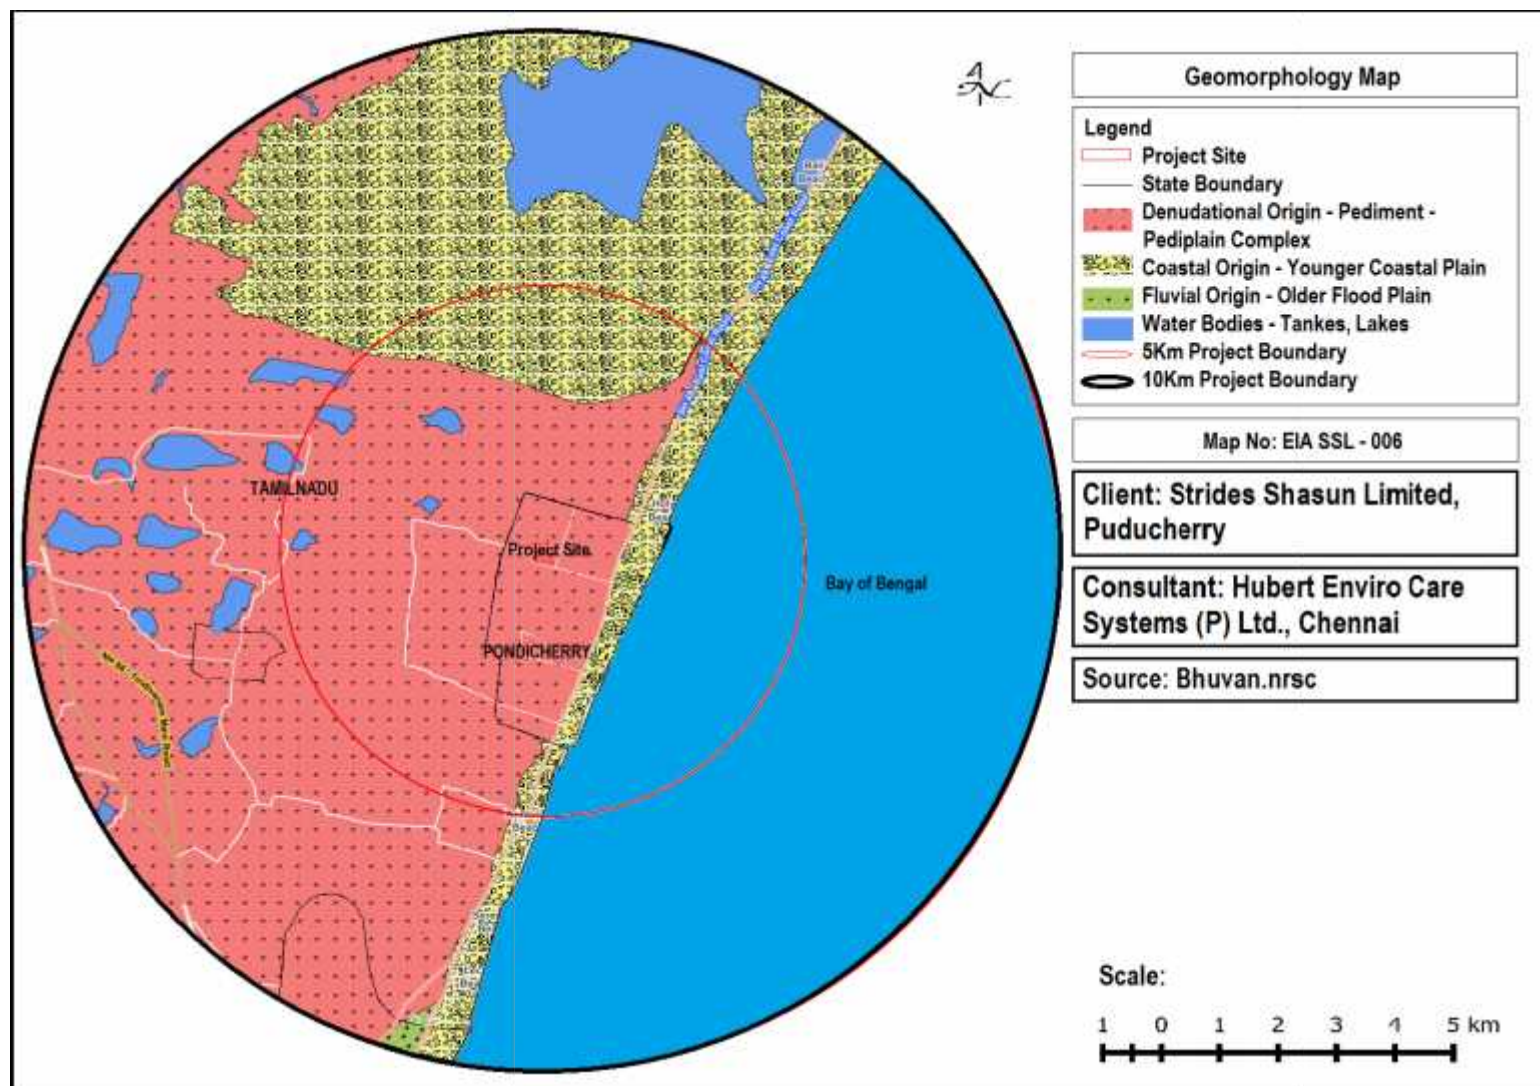 Geomorphology Map
Legend
Project Site
State Boundary
Denudational Origin - Pediment -
Pediplain Complex
Coastal Origin - Younger Coastal Plain
Fluvial Origin - Older Flood Plain
Water Bodies - Tankes, Lakes
5Km Project Boundary
10Km Project Boundary
Map No: EIA SSL - 006
Client: Strides Shasun Limited,
Puducherry
Consultant: Hubert Enviro Care
Systems (P) Ltd., Chennai
Source: Bhuvan.nrsc
Scale:
1 0 1 2 3 4 5 km
TAMILNADU
Project Site
Bay of Bengal
PONDICHERRY